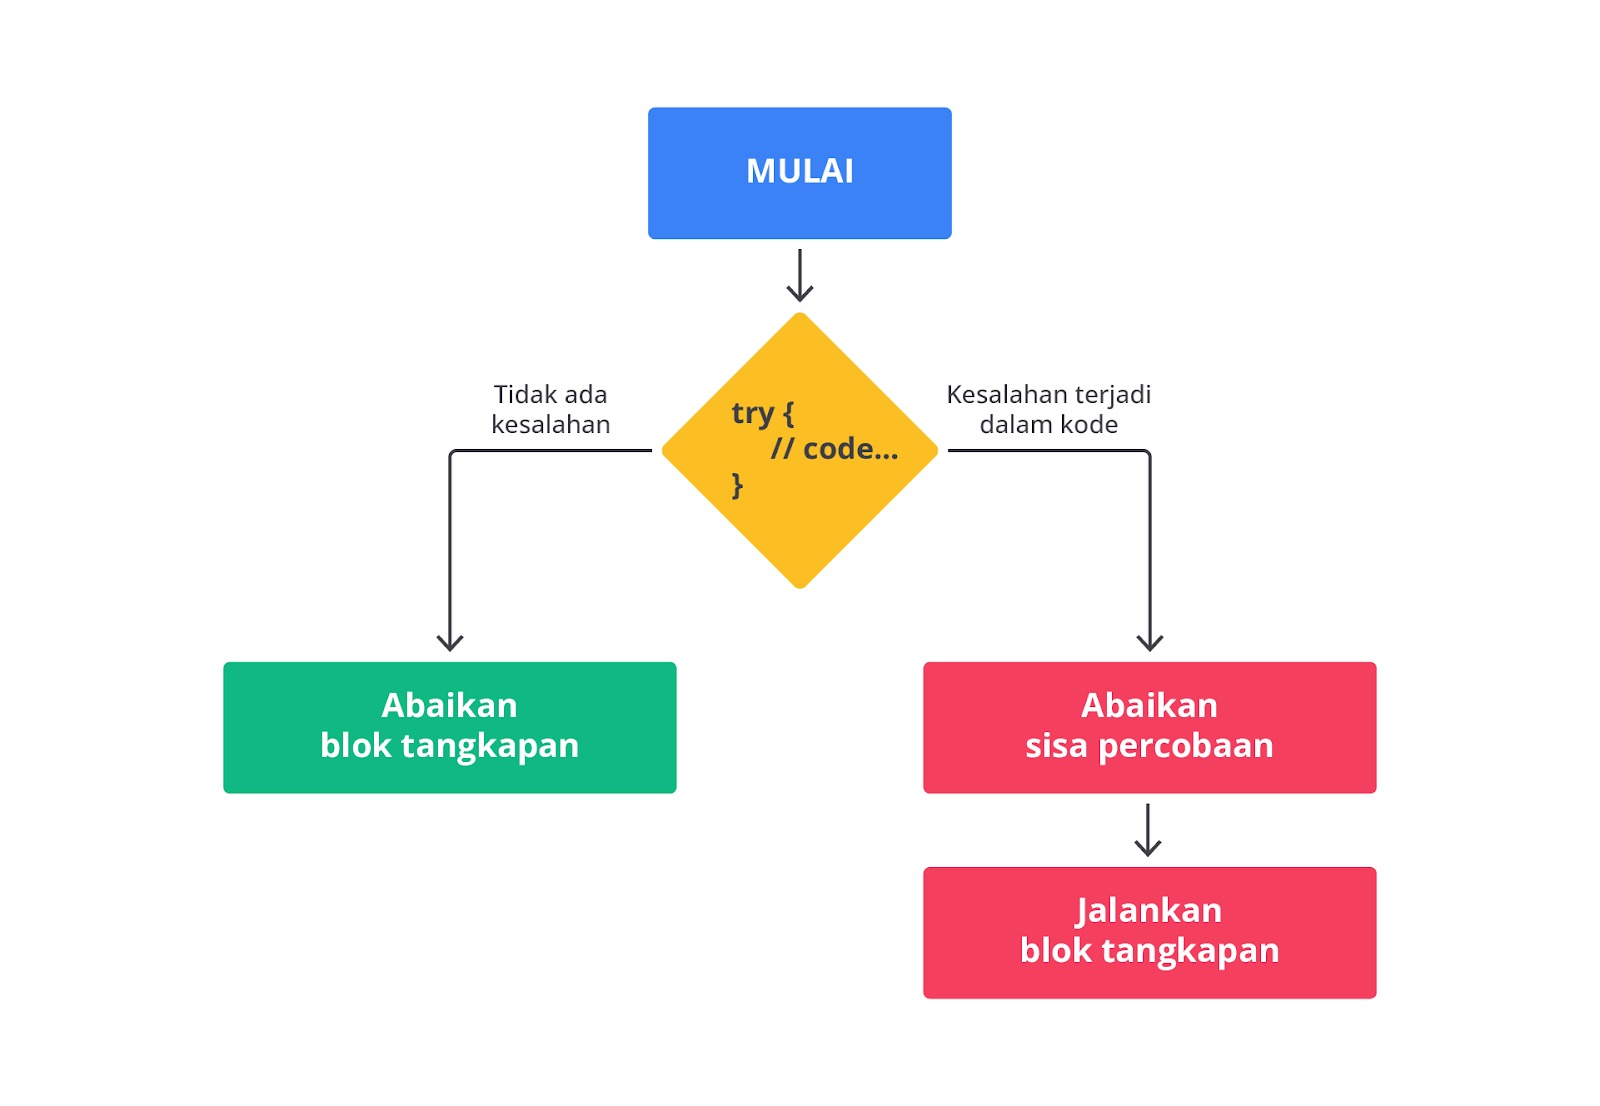 MULAI
Tidak ada
kesalahan
Kesalahan terjadi
dalam kode
try {
// code...
}
Abaikan
blok tangkapan
Abaikan
sisa percobaan
Jalankan
blok tangkapan